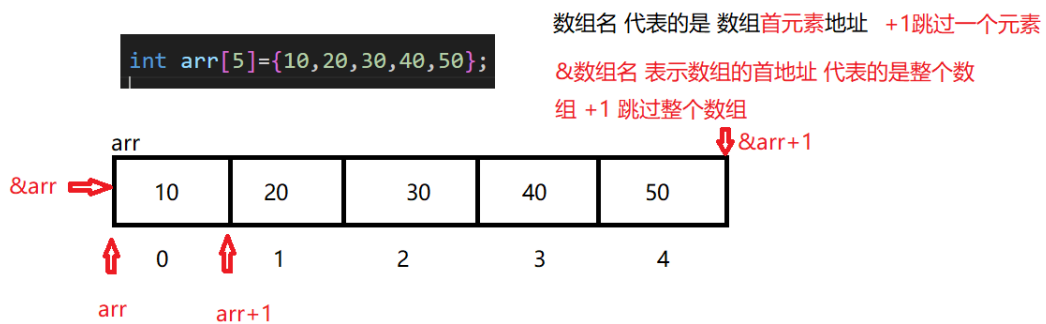 数组名 代表的是 数组首元素地址 +1跳过一个元素
int arr[5]={10,20,30,40,50};
&数组名 表示数组的首地址 代表的是整个数
组 +1 跳过整个数组
arr
&arr+1
&arr
10 20 30 40 50
0 1 2 3 4
arr
arr+1